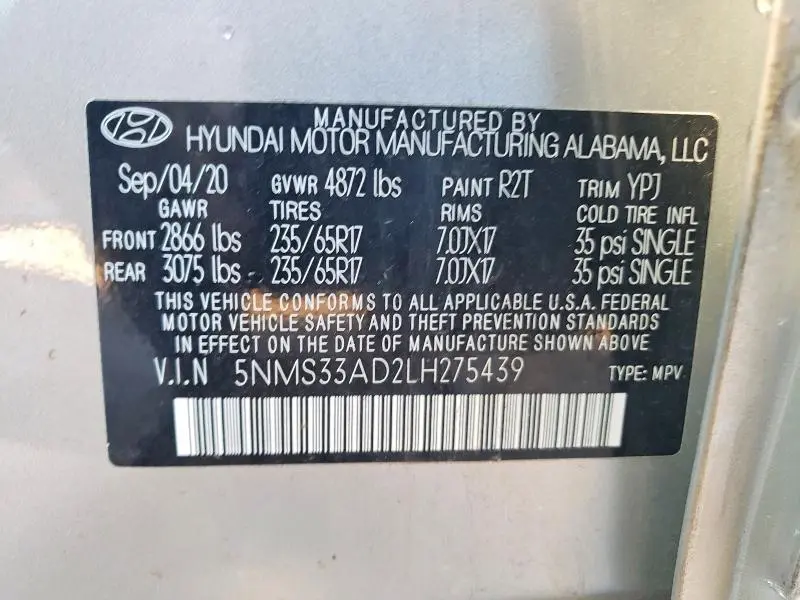 MANUFACTURED BY
HYUNDAI MOTOR MANUFACTURING ALABAMA, LLC
Sep/04/20 GVWR 4872 lbs PAINT R2T TRIM YPJ
GAWR TIRES RIMS COLD TIRE INFL
FRONT 2866 lbs 235/65R17 7.0JX17 35 psi SINGLE
REAR 3075 lbs - 235/65R17 7.0JX17 35 psi SINGLE
THIS VEHICLE CONFORMS TO ALL APPLICABLE U.S.A. FEDERAL
MOTOR VEHICLE SAFETY AND THEFT PREVENTION STANDARDS
IN EFFECT ON THE DATE OF MANUFACTURE SHOWN ABOVE
V.I.N 5NMS33AD2LH275439 TYPE: MPV